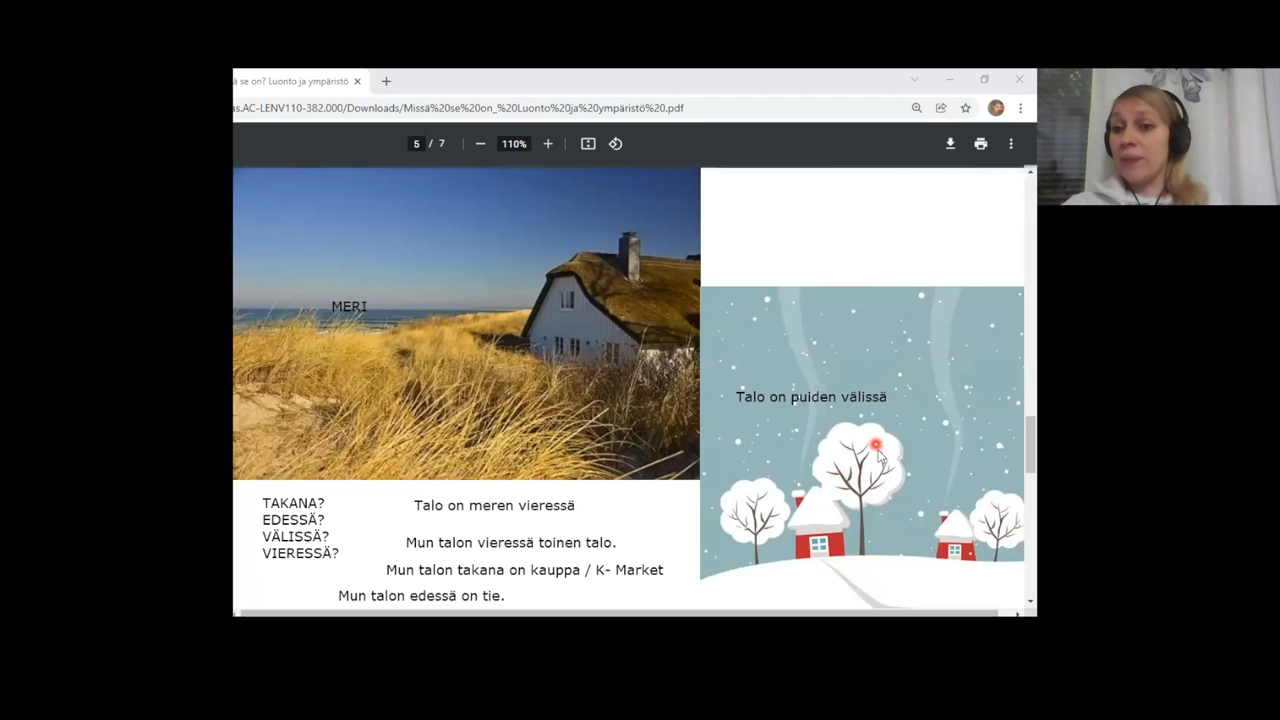 ä se on? Luonto ja ympäristö
as.AC-LENV110-382.000/Downloads/Missä%20se%20on_%20Luonto%20ja%20ympäristö%20.pdf
5 / 7
110%
MERI
Talo on puiden välissä
TAKANA?
EDESSÄ?
VÄLISSÄ?
VIERESSÄ?
Talo on meren vieressä
Mun talon vieressä toinen talo.
Mun talon takana on kauppa / K- Market
Mun talon edessä on tie.